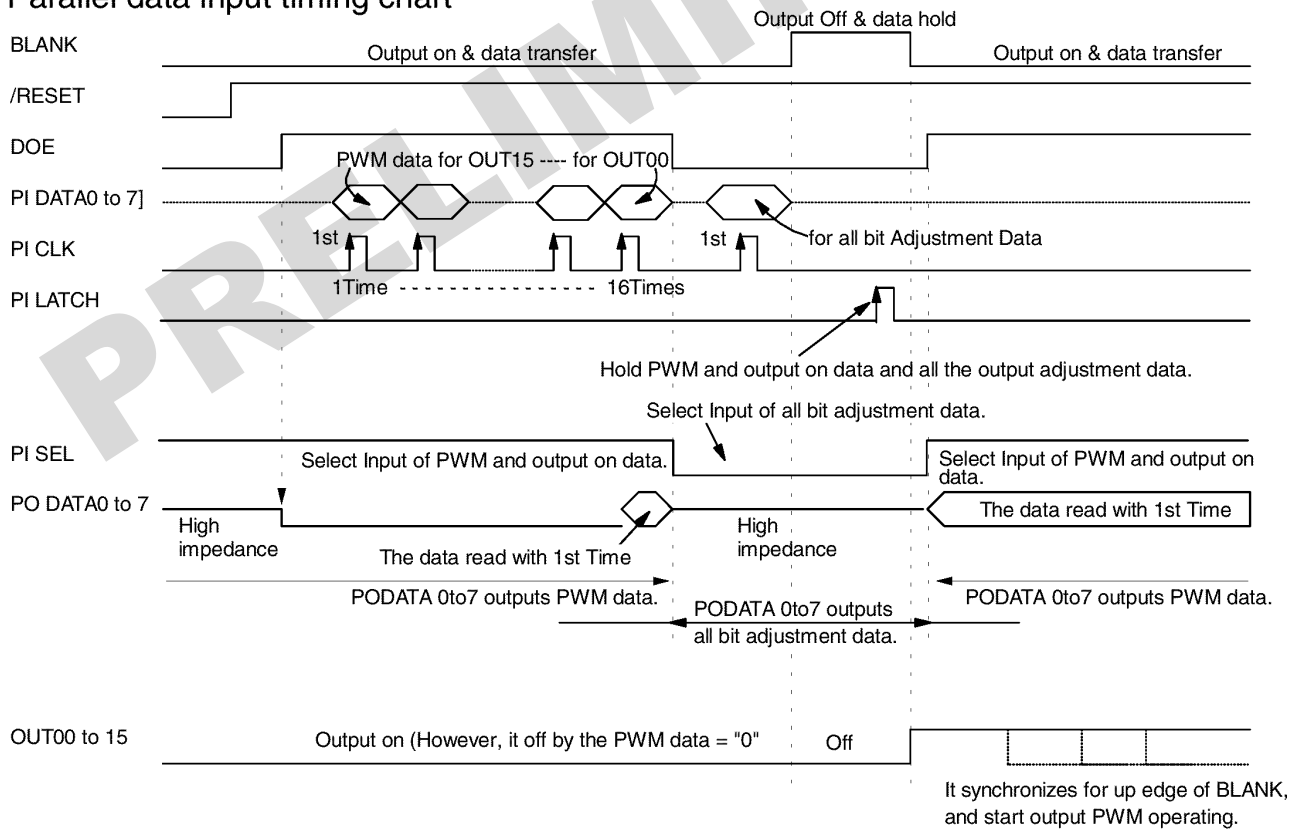 Parallel data input timing chart
PRELIMIN
Output Off & data hold
BLANK
Output on & data transfer
Output on & data transfer
/RESET
DOE
PWM data for OUT15 ---- for OUT00
PI DATA0 to 7]
1st
1st
for all bit Adjustment Data
PI CLK
1Time - - - - - - - - - - - - - - 16Times
PI LATCH
Hold PWM and output on data and all the output adjustment data.
Select Input of all bit adjustment data.
PI SEL
Select Input of PWM and output on data.
Select Input of PWM and output on
data.
PO DATA0 to 7
The data read with 1st Time
High
impedance
High
impedance
The data read with 1st Time
PODATA 0to7 outputs PWM data.
PODATA 0to7 outputs
all bit adjustment data.
PODATA 0to7 outputs PWM data.
OUT00 to 15
Output on (However, it off by the PWM data = "0"
Off
It synchronizes for up edge of BLANK,
and start output PWM operating.